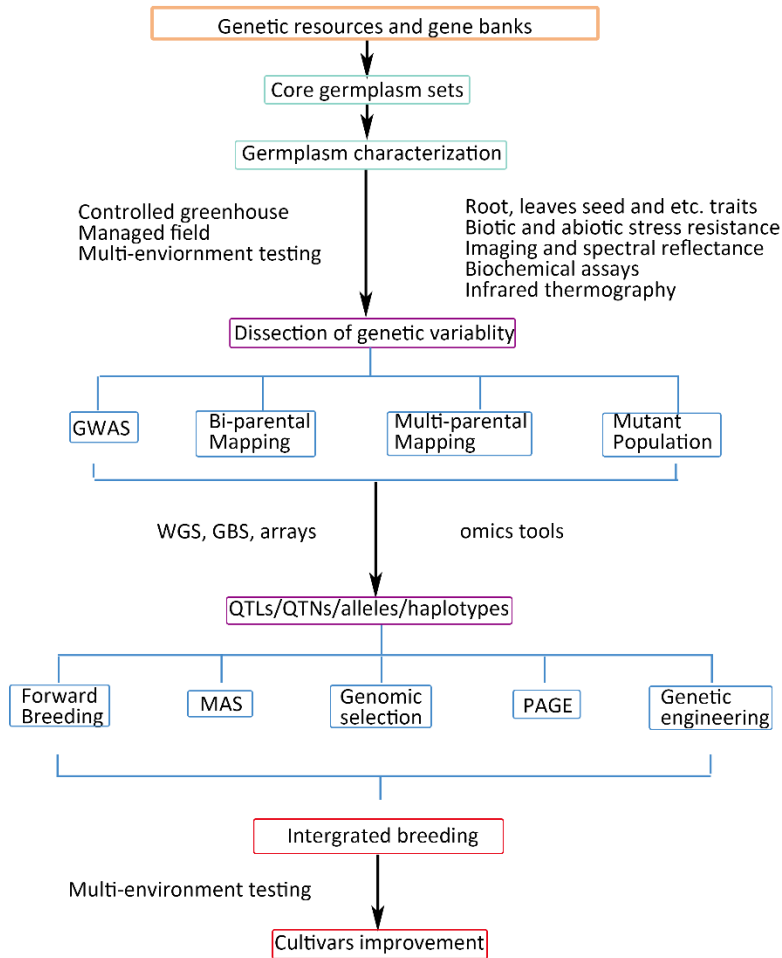 Genetic resources and gene banks
Core germplasm sets
Germplasm characterization
Controlled greenhouse
Managed field
Multi-enviornment testing
Root, leaves seed and etc. traits
Biotic and abiotic stress resistance
Imaging and spectral reflectance
Biochemical assays
Infrared thermography
Dissection of genetic variablity
GWAS
Bi-parental
Mapping
Multi-parental
Mapping
Mutant
Population
WGS, GBS, arrays
omics tools
QTLs/QTNs/alleles/haplotypes
Forward
Breeding
MAS
Genomic
selection
PAGE
Genetic
engineering
Intergrated breeding
Multi-environment testing
Cultivars improvement